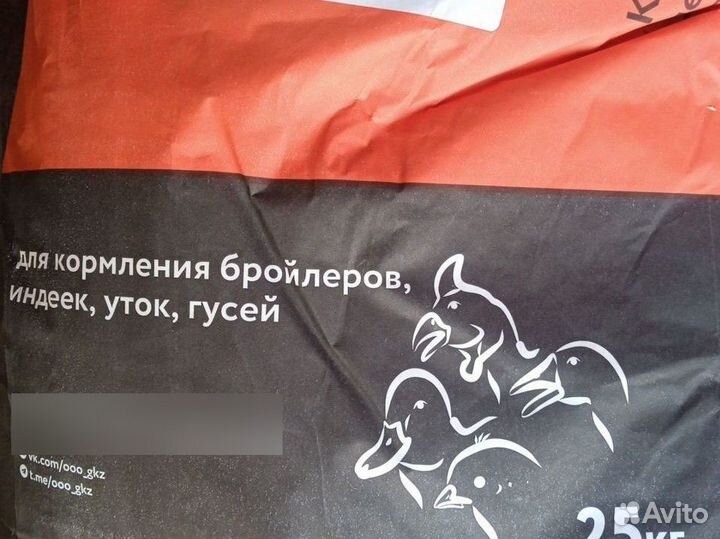 для кормления бройлеров,
индеек, уток, гусей
vk.com/ooo_gkz
t.me/ooo_gkz
25кг
Avito